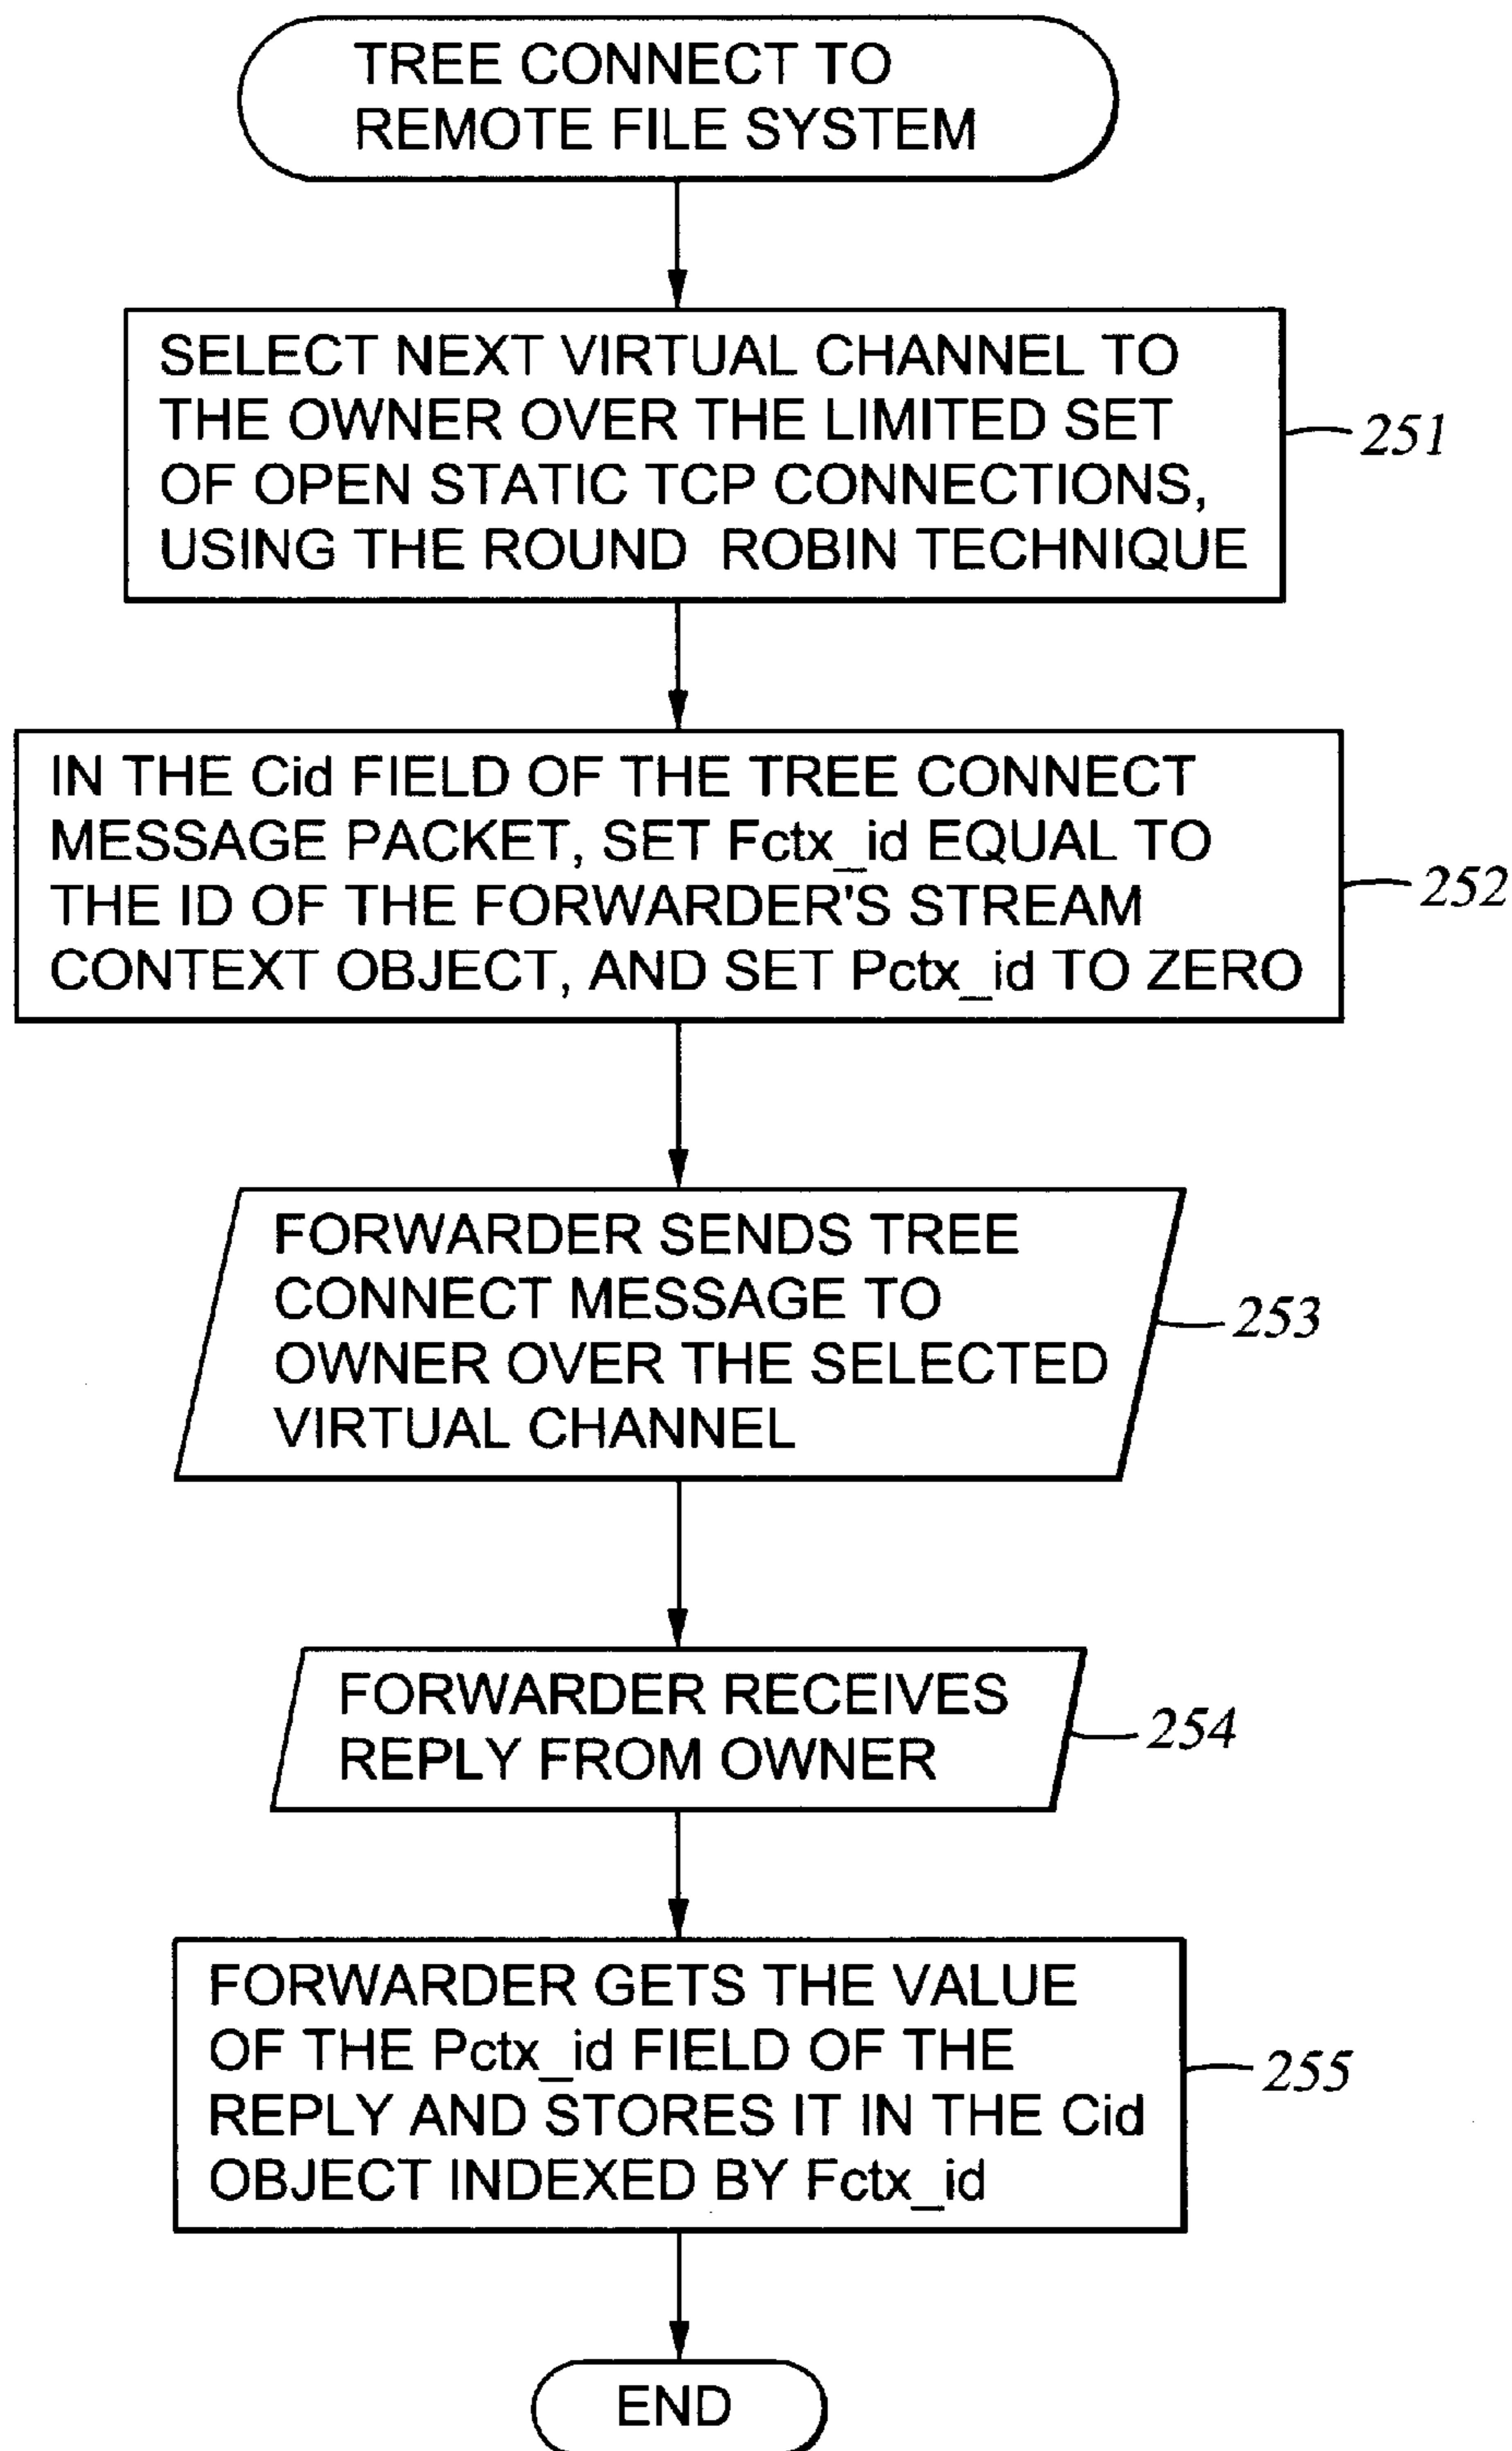 TREE CONNECT TO
REMOTE FILE SYSTEM
SELECT NEXT VIRTUAL CHANNEL TO
THE OWNER OVER THE LIMITED SET
OF OPEN STATIC TCP CONNECTIONS,
USING THE ROUND ROBIN TECHNIQUE
251
IN THE Cid FIELD OF THE TREE CONNECT
MESSAGE PACKET, SET Fctx_id EQUAL TO
THE ID OF THE FORWARDER'S STREAM
CONTEXT OBJECT, AND SET Pctx_id TO ZERO
252
FORWARDER SENDS TREE
CONNECT MESSAGE TO
OWNER OVER THE SELECTED
VIRTUAL CHANNEL
253
FORWARDER RECEIVES
REPLY FROM OWNER
254
FORWARDER GETS THE VALUE
OF THE Pctx_id FIELD OF THE
REPLY AND STORES IT IN THE Cid
OBJECT INDEXED BY Fctx_id
255
END